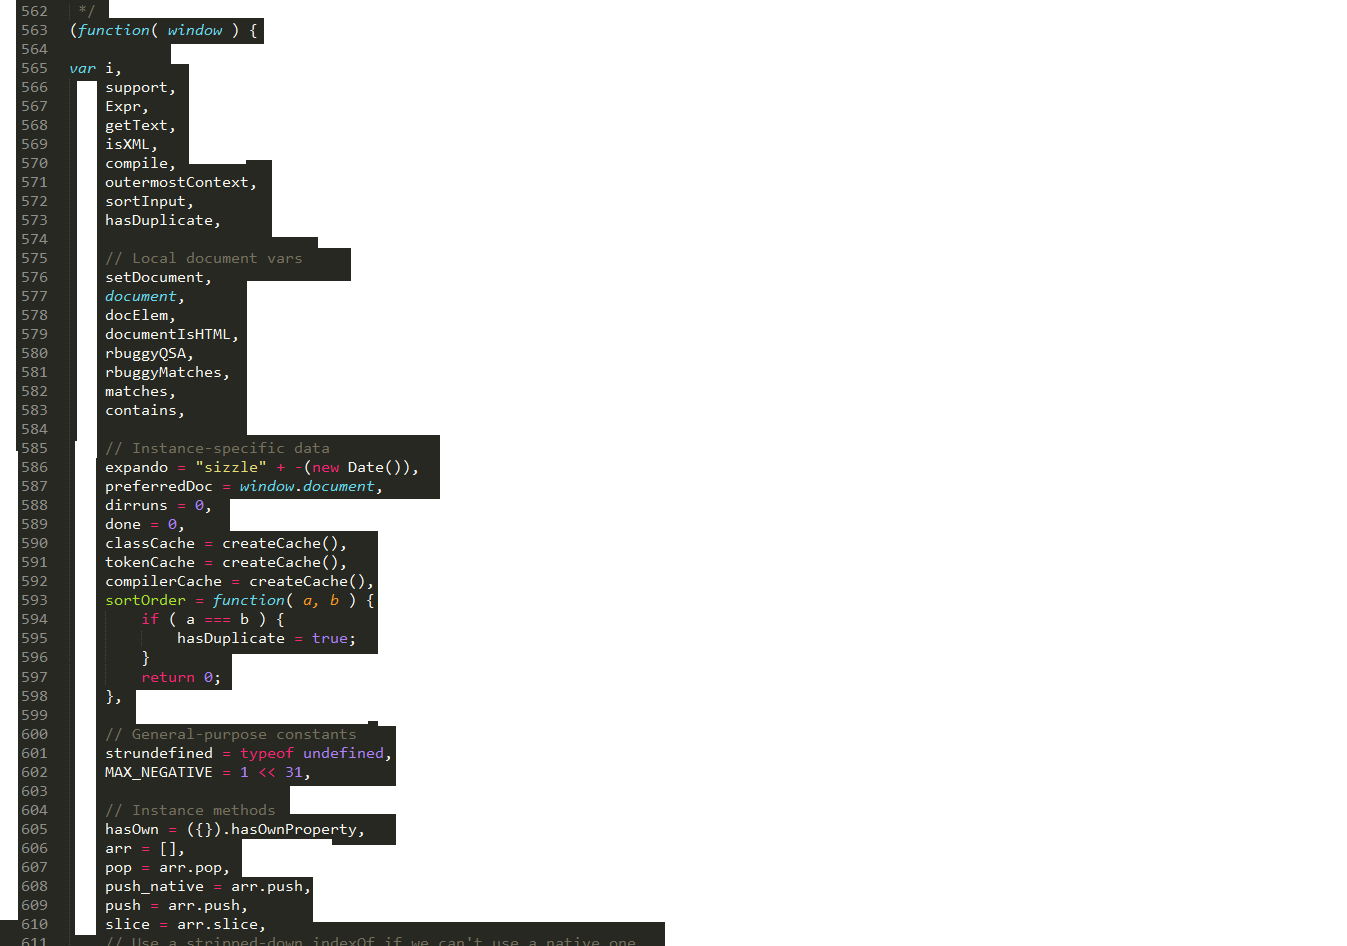 562 */
563 (function( window ) {
564
565 var i,
566 support,
567 Expr,
568 getText,
569 isXML,
570 compile,
571 outermostContext,
572 sortInput,
573 hasDuplicate,
574
575 // Local document vars
576 setDocument,
577 document,
578 docElem,
579 documentIsHTML,
580 rbuggyQSA,
581 rbuggyMatches,
582 matches,
583 contains,
584
585 // Instance-specific data
586 expando = "sizzle" + -(new Date()),
587 preferredDoc = window.document,
588 dirruns = 0,
589 done = 0,
590 classCache = createCache(),
591 tokenCache = createCache(),
592 compilerCache = createCache(),
593 sortOrder = function( a, b ) {
594 if ( a === b ) {
595 hasDuplicate = true;
596 }
597 return 0;
598 },
599
600 // General-purpose constants
601 strundefined = typeof undefined,
602 MAX_NEGATIVE = 1 << 31,
603
604 // Instance methods
605 hasOwn = ({}).hasOwnProperty,
606 arr = [],
607 pop = arr.pop,
608 push_native = arr.push,
609 push = arr.push,
610 slice = arr.slice,
611 // Use a stripped-down indexOf if we can't use a native one